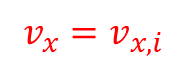 $v_x = v_{x,i}$